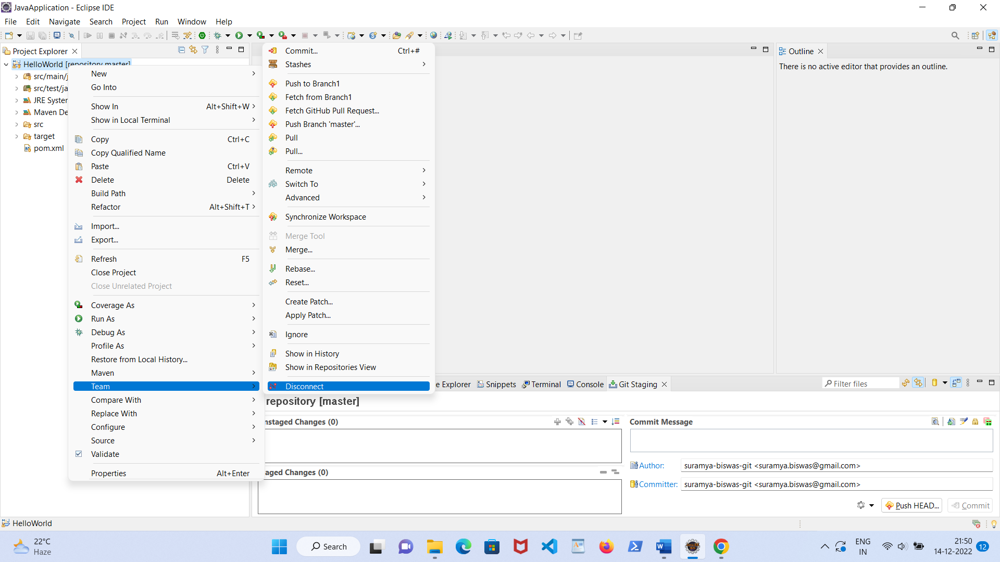 JavaApplication - Eclipse IDE
File Edit Navigate Search Project Run Window Help
Project Explorer
HelloWorld [repository master]
src/main/j
src/test/ja
JRE System
Maven De
src
target
pom.xml
New
Go Into
Show In Alt+Shift+W
Show in Local Terminal
Copy Ctrl+C
Copy Qualified Name
Paste Ctrl+V
Delete Delete
Build Path
Refactor Alt+Shift+T
Import...
Export...
Refresh F5
Close Project
Close Unrelated Project
Coverage As
Run As
Debug As
Profile As
Restore from Local History...
Maven
Team
Compare With
Replace With
Configure
Source
Validate
Properties Alt+Enter
Commit... Ctrl+#
Stashes
Push to Branch1
Fetch from Branch1
Fetch GitHub Pull Request...
Push Branch 'master'...
Pull
Pull...
Remote
Switch To
Advanced
Synchronize Workspace
Merge Tool
Merge...
Rebase...
Reset...
Create Patch...
Apply Patch...
Ignore
Show in History
Show in Repositories View
Disconnect
Outline
There is no active editor that provides an outline.
e Explorer Snippets Terminal Console Git Staging
Filter files
repository [master]
nstaged Changes (0)
aged Changes (0)
Commit Message
Author: suramya-biswas-git <suramya.biswas@gmail.com>
Committer: suramya-biswas-git <suramya.biswas@gmail.com>
Push HEAD... Commit
HelloWorld
22°C
Haze
Search
ENG
IN
21:50
14-12-2022
12